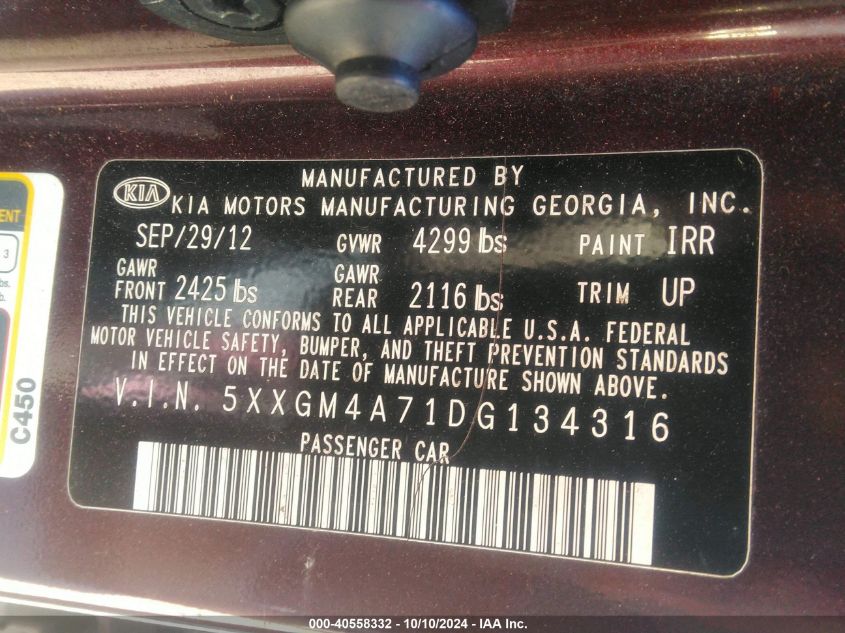 MANUFACTURED BY
KIA KIA MOTORS MANUFACTURING GEORGIA, INC.
SEP/29/12 GVWR 4299 lbs PAINT IRR
GAWR FRONT 2425 lbs GAWR REAR 2116 lbs TRIM UP
THIS VEHICLE CONFORMS TO ALL APPLICABLE U.S.A. FEDERAL
MOTOR VEHICLE SAFETY, BUMPER, AND THEFT PREVENTION STANDARDS
IN EFFECT ON THE DATE OF MANUFACTURE SHOWN ABOVE.
V.I.N. 5XXGM4A71DG134316
PASSENGER CAR
3
C450
000-40558332 - 10/10/2024 - IAA Inc.